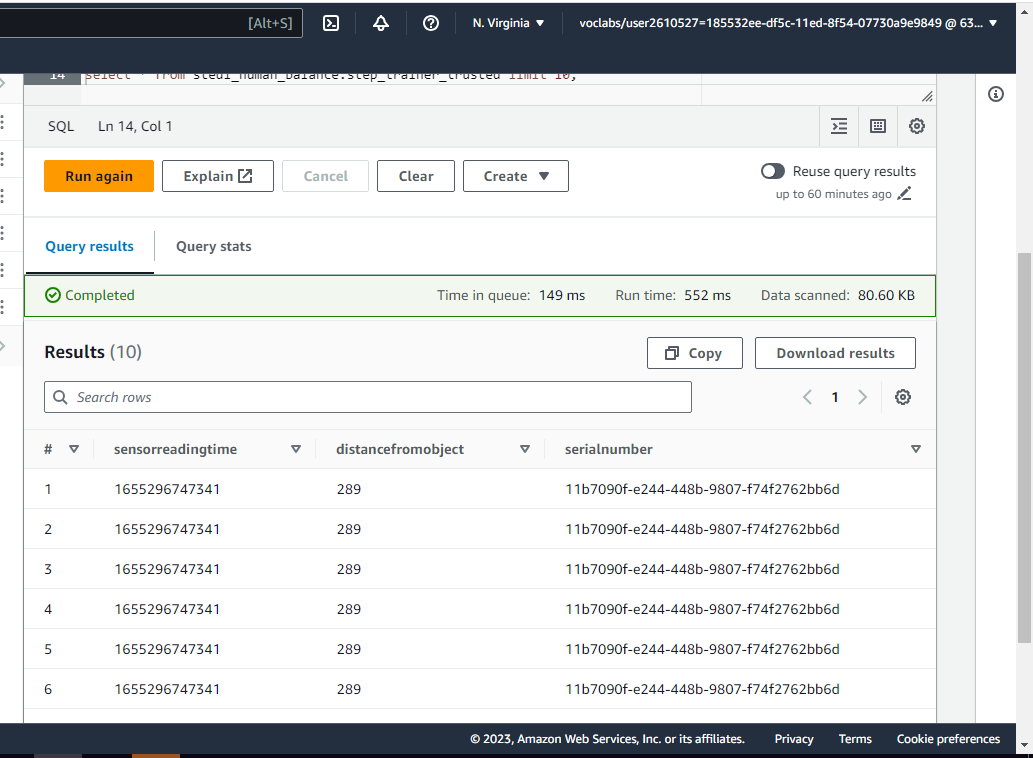 [Alt+S] N. Virginia voclabs/user2610527=185532ee-df5c-11ed-8f54-07730a9e9849 @ 63...
14 select * from stedi_human_balance.step_trainer_trusted limit 10;
SQL Ln 14, Col 1
Run again Explain Cancel Clear Create Reuse query results
up to 60 minutes ago
Query results Query stats
Completed Time in queue: 149 ms Run time: 552 ms Data scanned: 80.60 KB
Results (10) Copy Download results
Search rows 1
# sensorreadingtime distancefromobject serialnumber
1 1655296747341 289 11b7090f-e244-448b-9807-f74f2762bb6d
2 1655296747341 289 11b7090f-e244-448b-9807-f74f2762bb6d
3 1655296747341 289 11b7090f-e244-448b-9807-f74f2762bb6d
4 1655296747341 289 11b7090f-e244-448b-9807-f74f2762bb6d
5 1655296747341 289 11b7090f-e244-448b-9807-f74f2762bb6d
6 1655296747341 289 11b7090f-e244-448b-9807-f74f2762bb6d
© 2023, Amazon Web Services, Inc. or its affiliates. Privacy Terms Cookie preferences